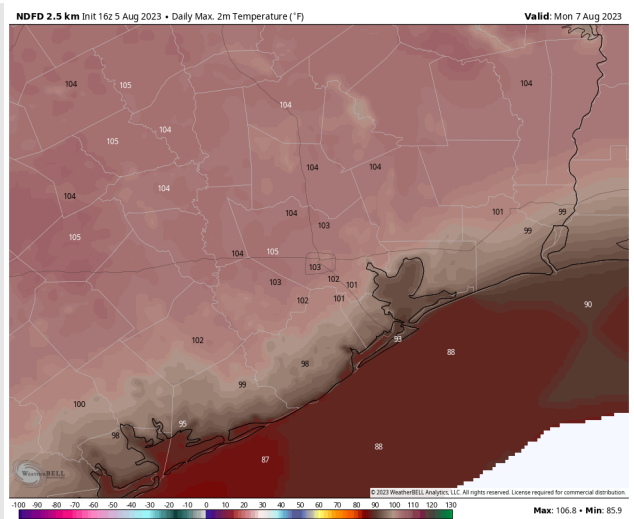 NDFD 2.5 km Init 16z 5 Aug 2023 • Daily Max. 2m Temperature (°F) Valid: Mon 7 Aug 2023
104 105 104
104
104
105
104 104
104 104
104
104 101 99
103 99
105 104 105
103
103 102 101
102 101 90
102 93
88
98
99
100
95
98
88
87
WeatherBELL
© 2023 WeatherBELL Analytics, LLC. All rights reserved. License required for commercial distribution.
-100 -90 -80 -70 -60 -50 -40 -30 -20 -10 0 10 20 30 40 50 60 70 80 90 100 110 120 130
Max: 106.8 • Min: 85.9